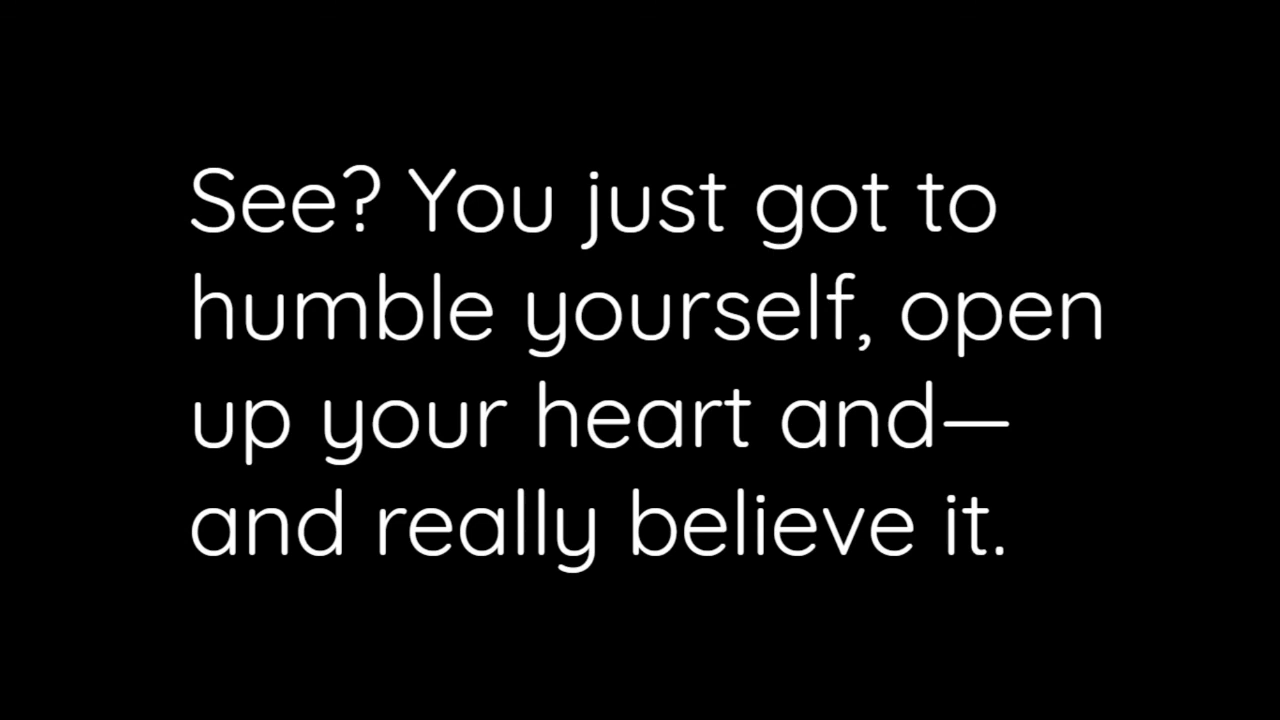 See? You just got to
humble yourself, open
up your heart and—
and really believe it.